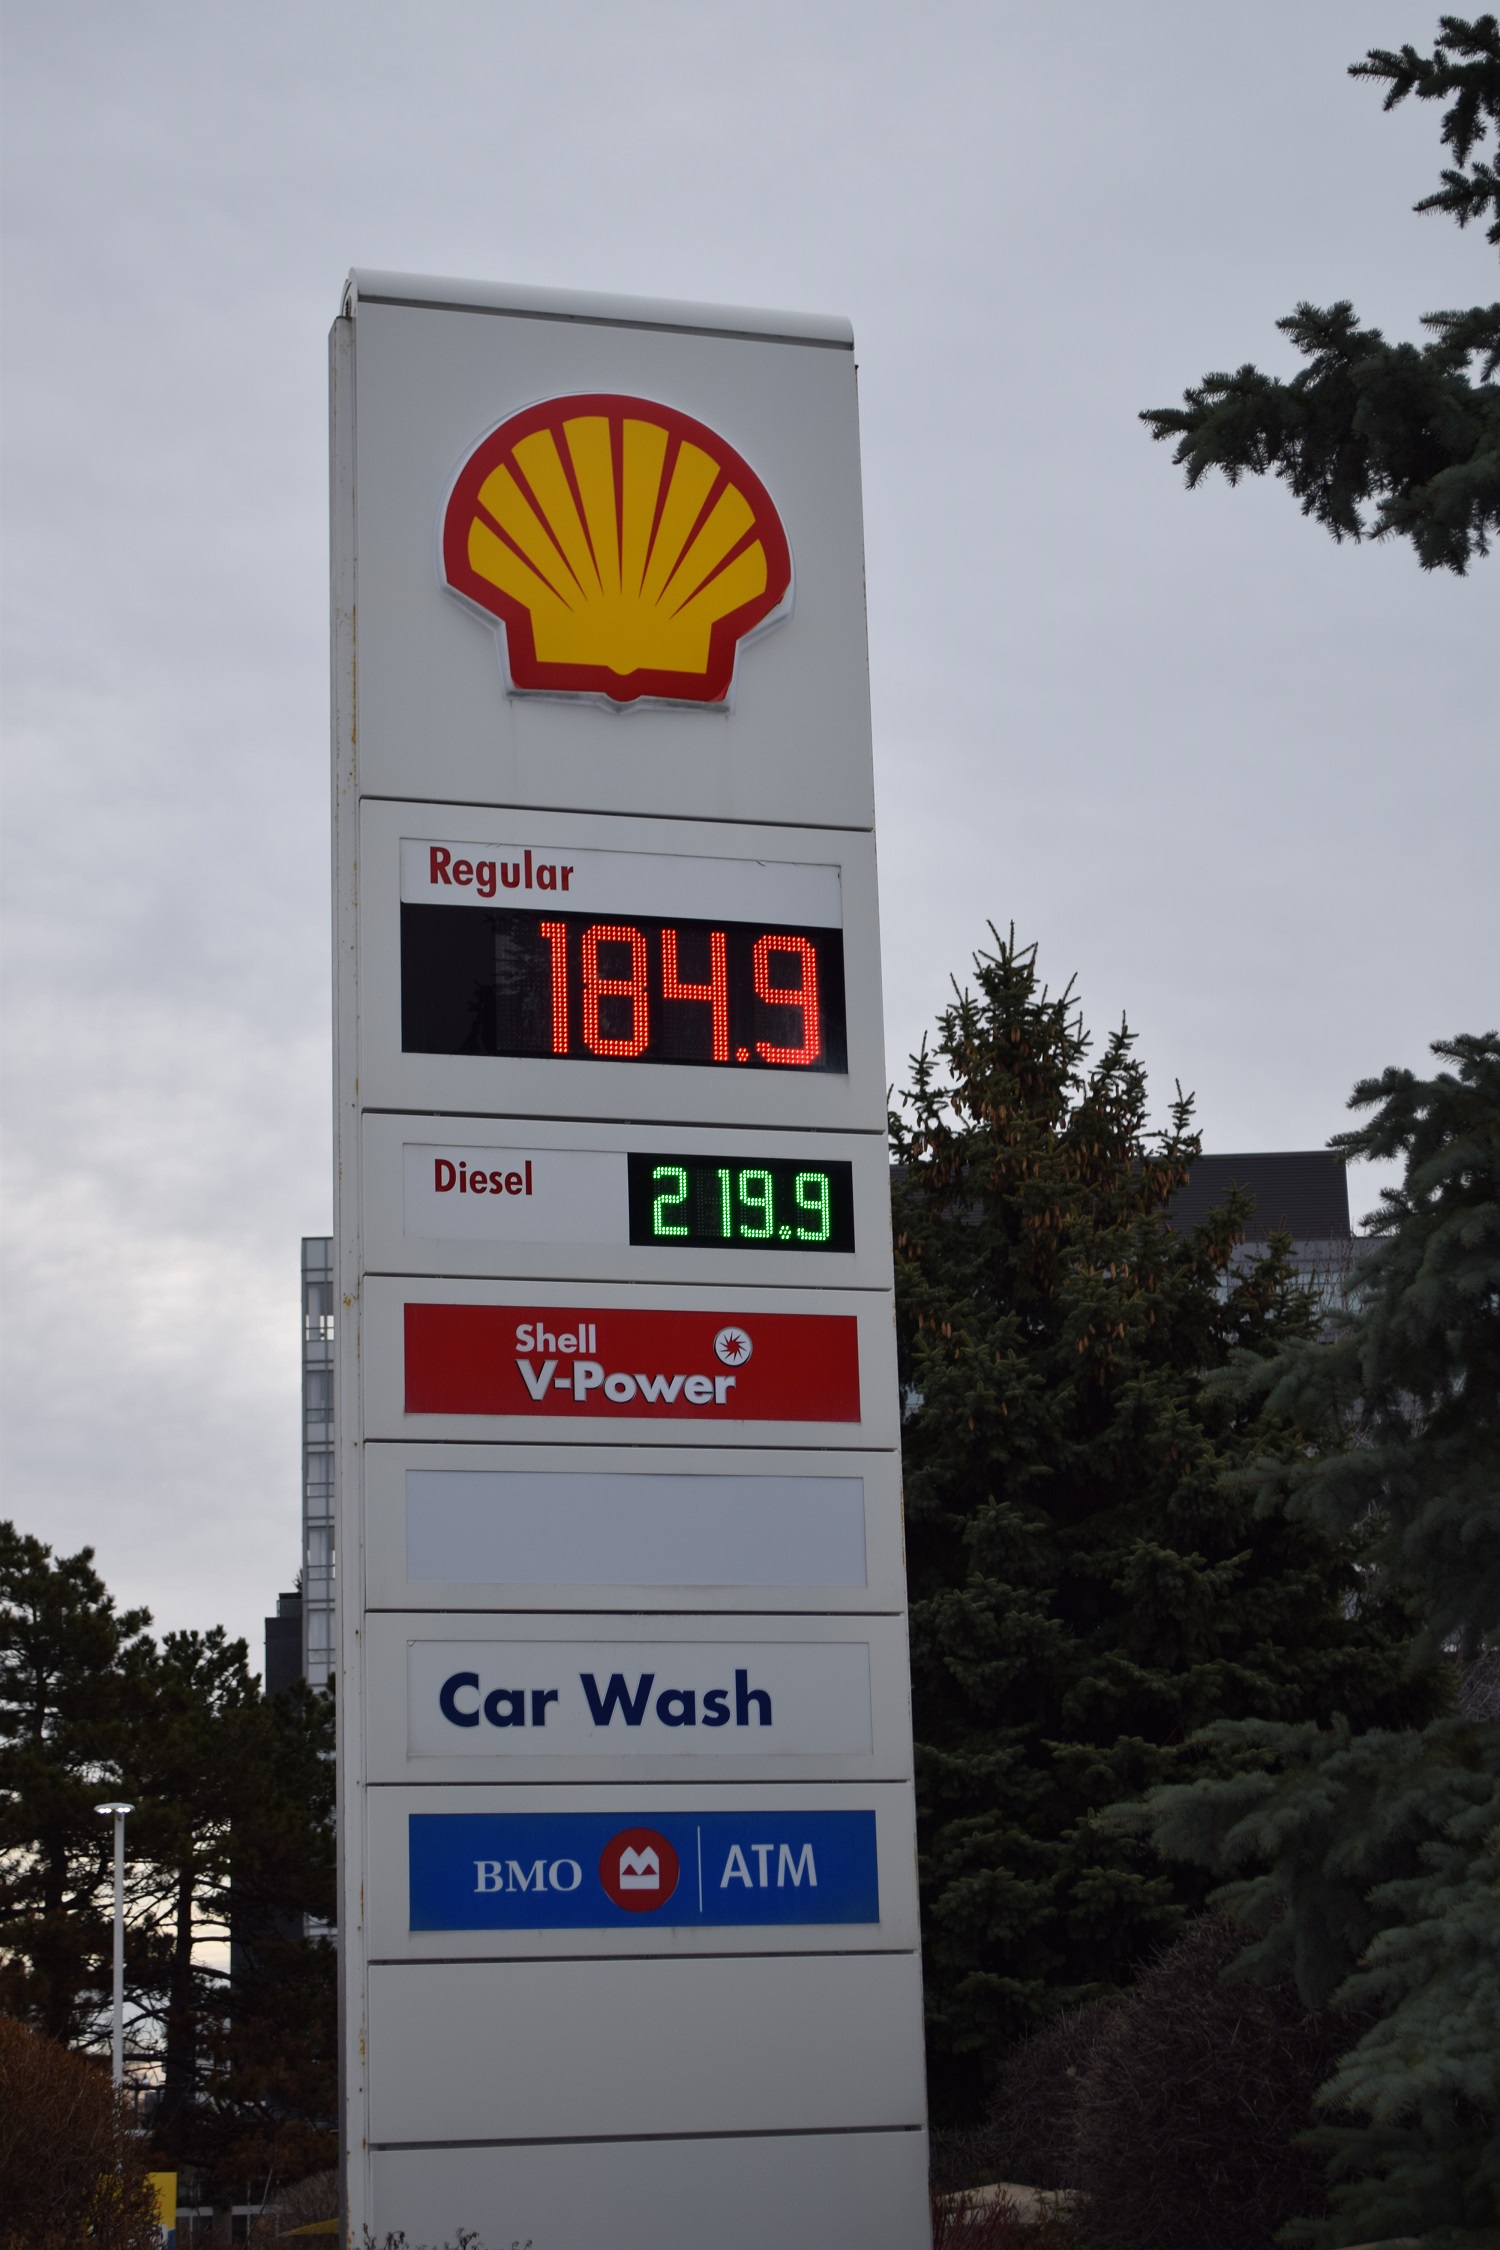 Regular
184.9
Diesel
219.9
Shell
V-Power
Car Wash
BMO ATM